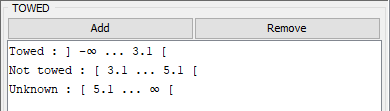 TOWED
Add Remove
Towed : ] -∞ ... 3.1 [
Not towed : [ 3.1 ... 5.1 [
Unknown : [ 5.1 ... ∞ [